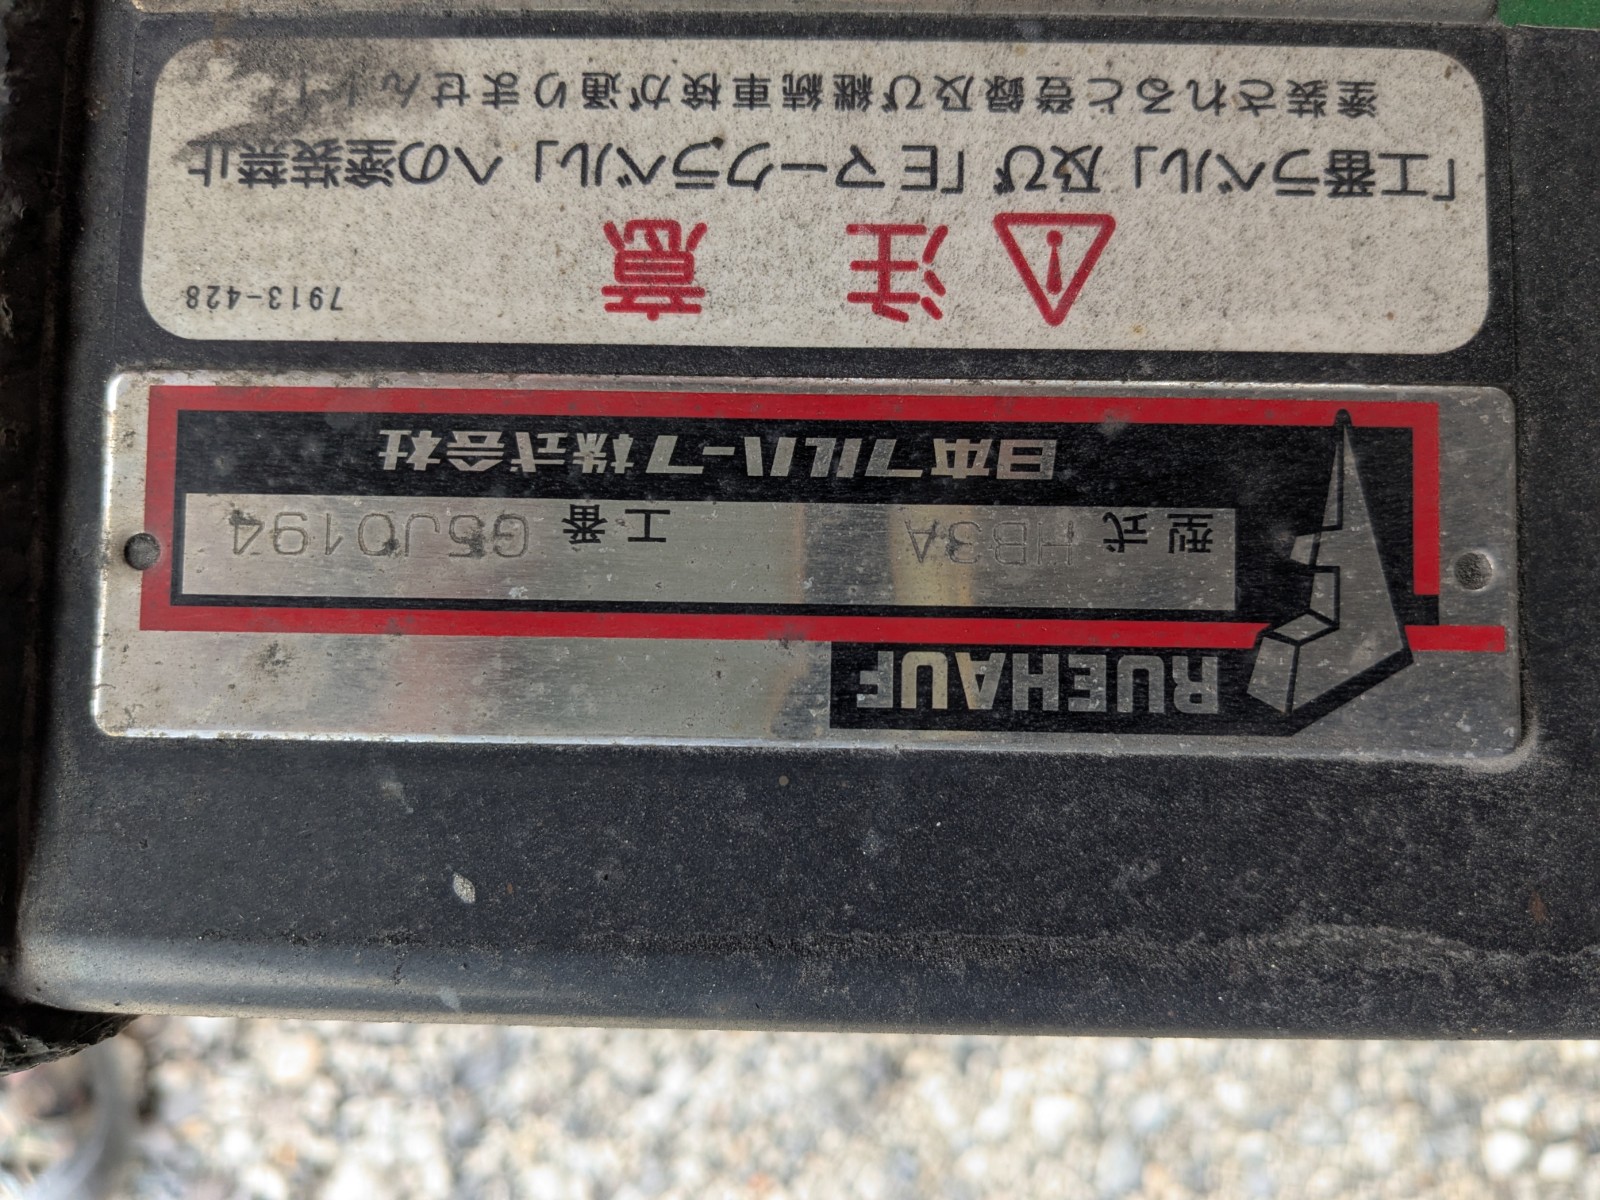 FRUEHAUF
型式 HB3A 工番 G5J0194
日本フルハーフ株式会社
注意 7913-428
「工番ラベル」及び「Eマークラベル」への塗装禁止
塗装されると登録及び継続車検が通りません